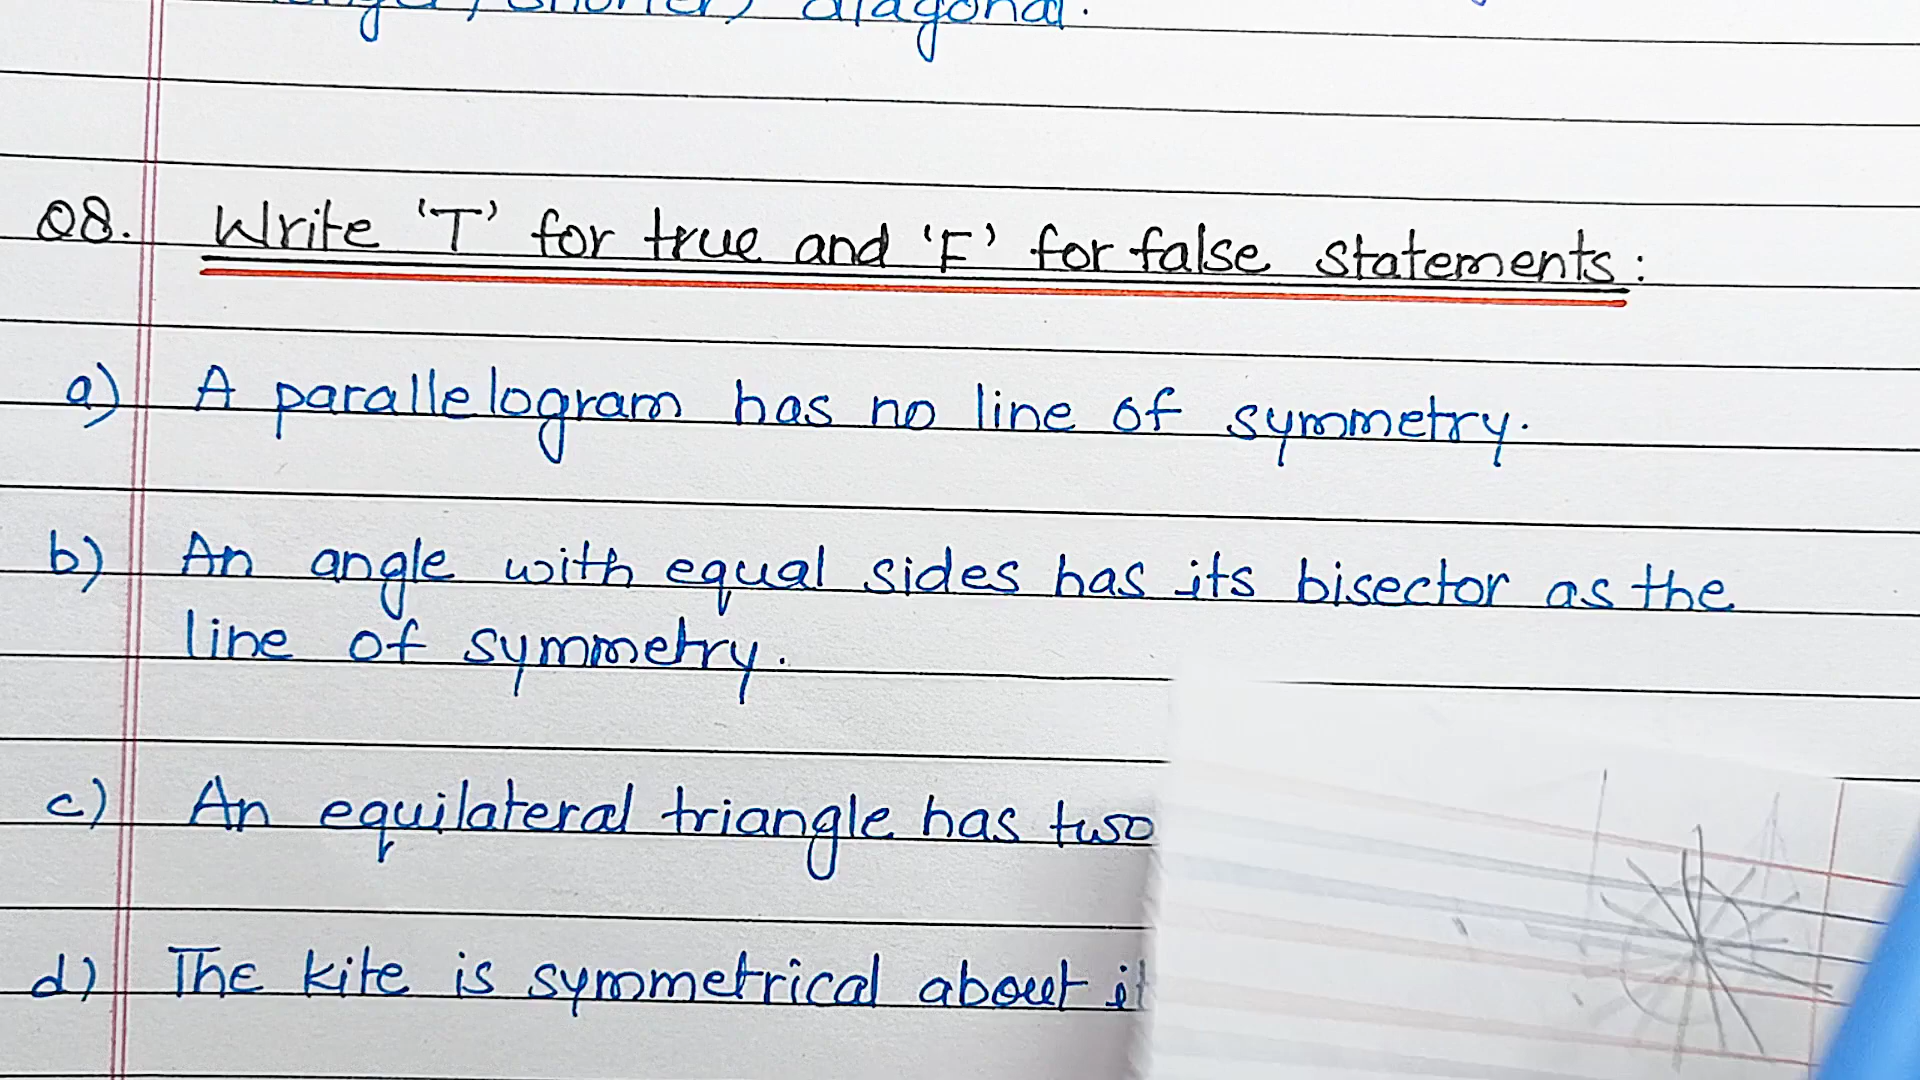 diagonal.
Q8. Write 'T' for true and 'F' for false statements:
a) A parallelogram has no line of symmetry.
b) An angle with equal sides has its bisector as the
line of symmetry.
c) An equilateral triangle has two
d) The kite is symmetrical about